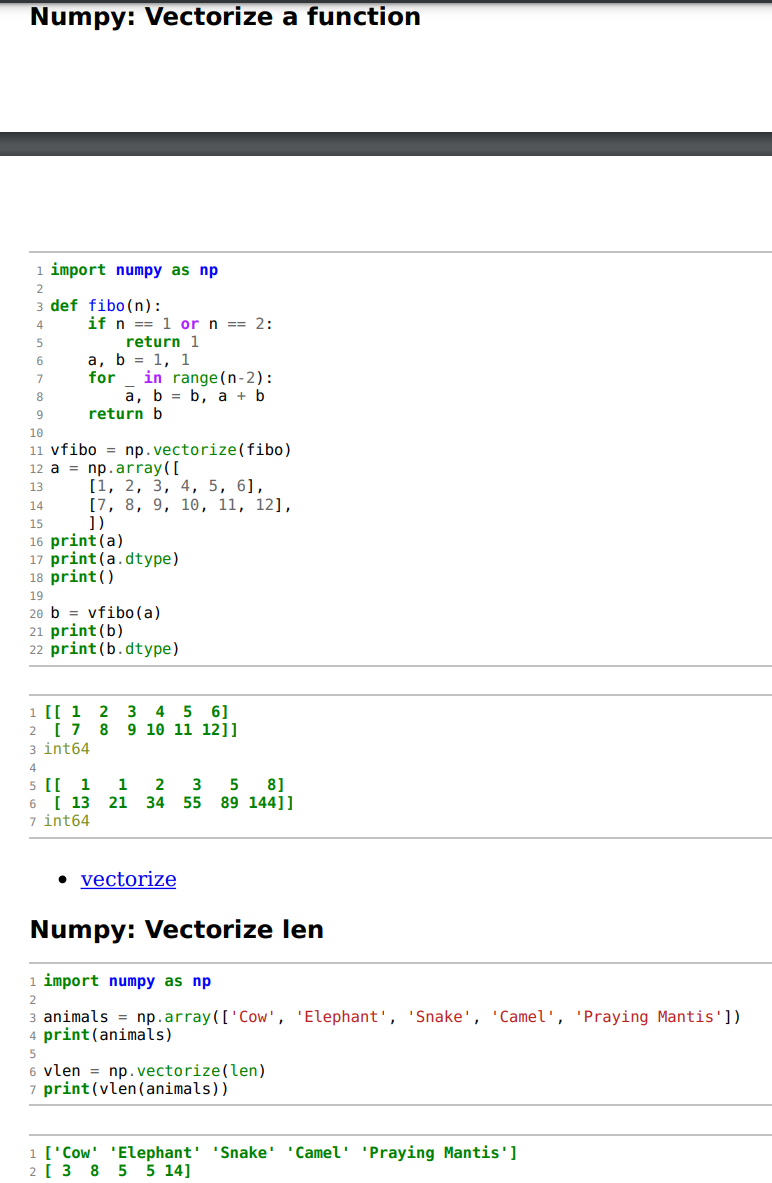 Numpy: Vectorize a function
1 import numpy as np
2
3 def fibo(n):
4     if n == 1 or n == 2:
5         return 1
6     a, b = 1, 1
7     for _ in range(n-2):
8         a, b = b, a + b
9     return b
10
11 vfibo = np.vectorize(fibo)
12 a = np.array([
13     [1, 2, 3, 4, 5, 6],
14     [7, 8, 9, 10, 11, 12],
15     ])
16 print(a)
17 print(a.dtype)
18 print()
19
20 b = vfibo(a)
21 print(b)
22 print(b.dtype)
1 [[ 1  2  3  4  5  6]
2  [ 7  8  9 10 11 12]]
3 int64
4
5 [[  1   1   2   3   5   8]
6  [ 13  21  34  55  89 144]]
7 int64
• vectorize
Numpy: Vectorize len
1 import numpy as np
2
3 animals = np.array(['Cow', 'Elephant', 'Snake', 'Camel', 'Praying Mantis'])
4 print(animals)
5
6 vlen = np.vectorize(len)
7 print(vlen(animals))
1 ['Cow' 'Elephant' 'Snake' 'Camel' 'Praying Mantis']
2 [ 3  8  5  5 14]